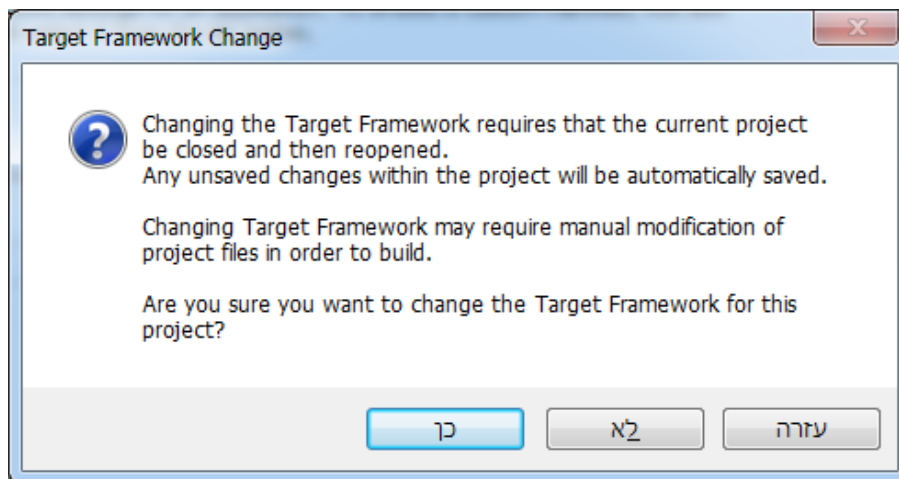 Target Framework Change
Changing the Target Framework requires that the current project
be closed and then reopened.
Any unsaved changes within the project will be automatically saved.
Changing Target Framework may require manual modification of
project files in order to build.
Are you sure you want to change the Target Framework for this
project?
כן
לא
עזרה